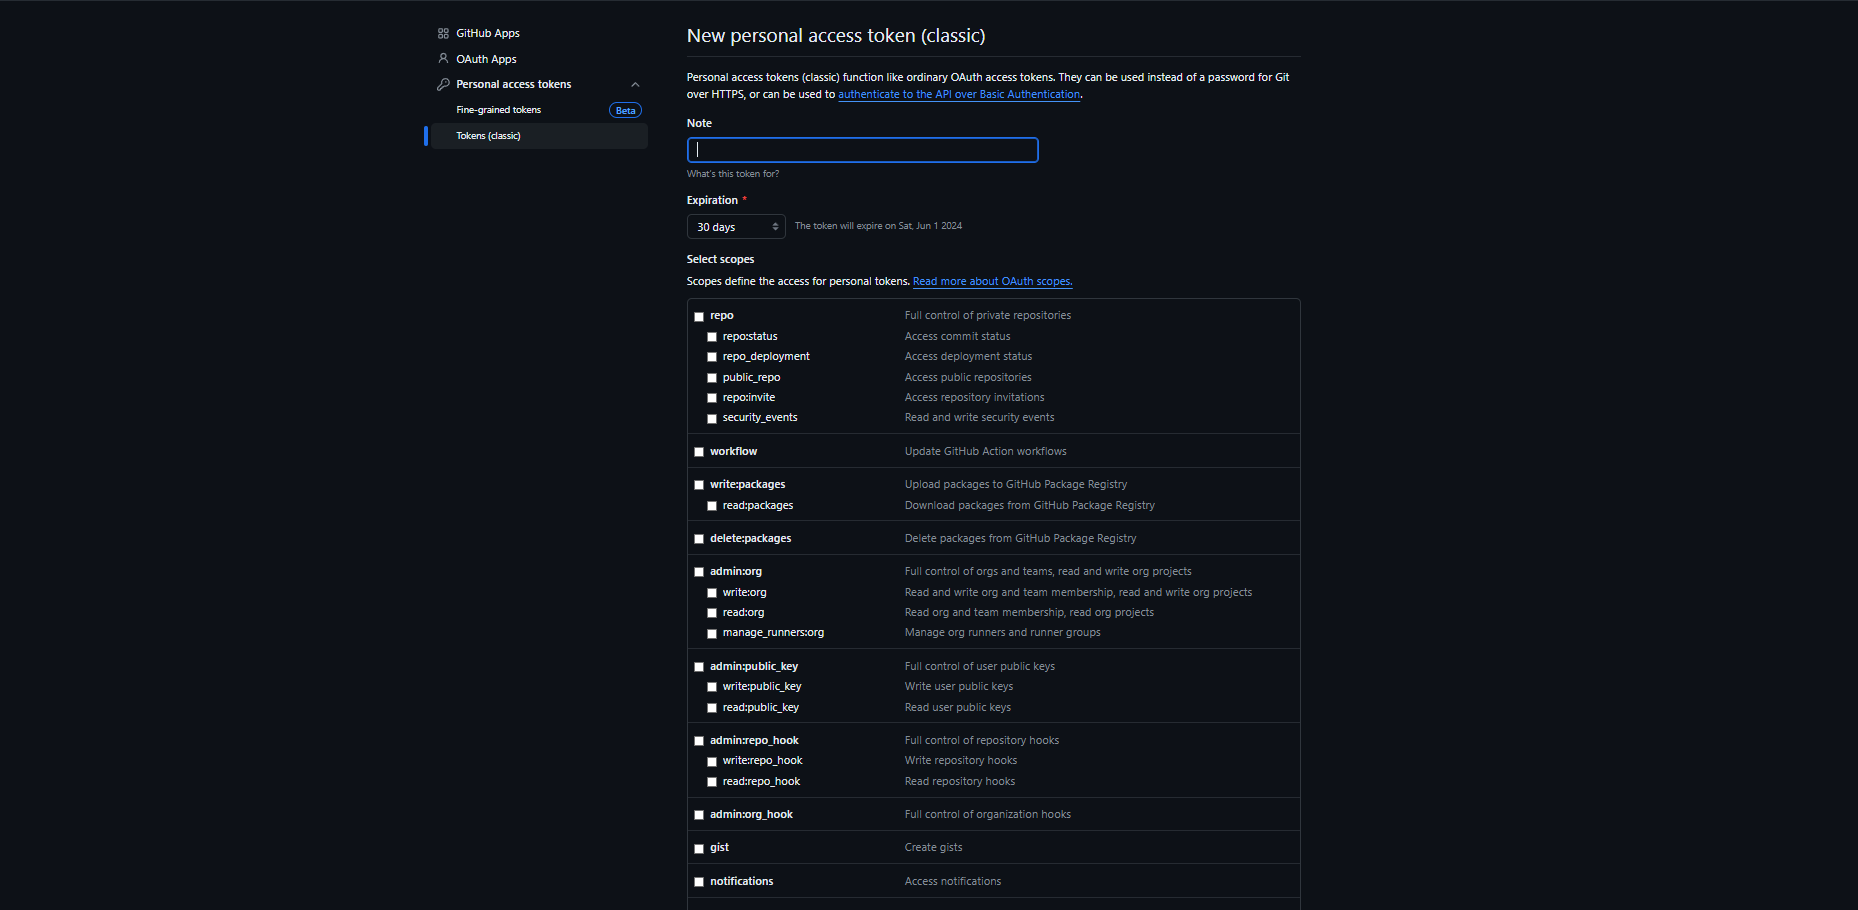 GitHub Apps
OAuth Apps
Personal access tokens
Fine-grained tokens
Beta
Tokens (classic)
New personal access token (classic)
Personal access tokens (classic) function like ordinary OAuth access tokens. They can be used instead of a password for Git
over HTTPS, or can be used to authenticate to the API over Basic Authentication.
Note
What's this token for?
Expiration *
30 days
The token will expire on Sat, Jun 1 2024
Select scopes
Scopes define the access for personal tokens. Read more about OAuth scopes.
repo Full control of private repositories
repo:status Access commit status
repo_deployment Access deployment status
public_repo Access public repositories
repo:invite Access repository invitations
security_events Read and write security events
workflow Update GitHub Action workflows
write:packages Upload packages to GitHub Package Registry
read:packages Download packages from GitHub Package Registry
delete:packages Delete packages from GitHub Package Registry
admin:org Full control of orgs and teams, read and write org projects
write:org Read and write org and team membership, read and write org projects
read:org Read org and team membership, read org projects
manage_runners:org Manage org runners and runner groups
admin:public_key Full control of user public keys
write:public_key Write user public keys
read:public_key Read user public keys
admin:repo_hook Full control of repository hooks
write:repo_hook Write repository hooks
read:repo_hook Read repository hooks
admin:org_hook Full control of organization hooks
gist Create gists
notifications Access notifications